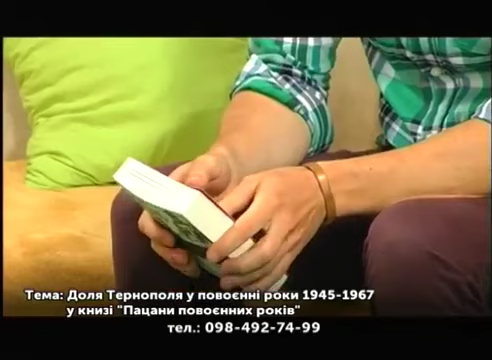 Тема: Доля Тернополя у повоєнні роки 1945-1967
у книзі "Пацани повоєнних років"
тел.: 098-492-74-99